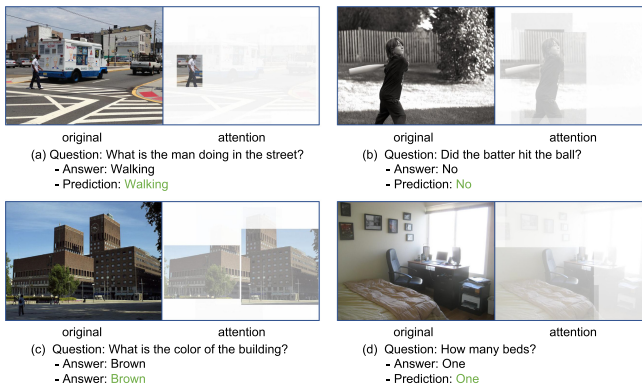 original attention
(a) Question: What is the man doing in the street?
- Answer: Walking
- Prediction: Walking
original attention
(b) Question: Did the batter hit the ball?
- Answer: No
- Prediction: No
original attention
(c) Question: What is the color of the building?
- Answer: Brown
- Answer: Brown
original attention
(d) Question: How many beds?
- Answer: One
- Prediction: One